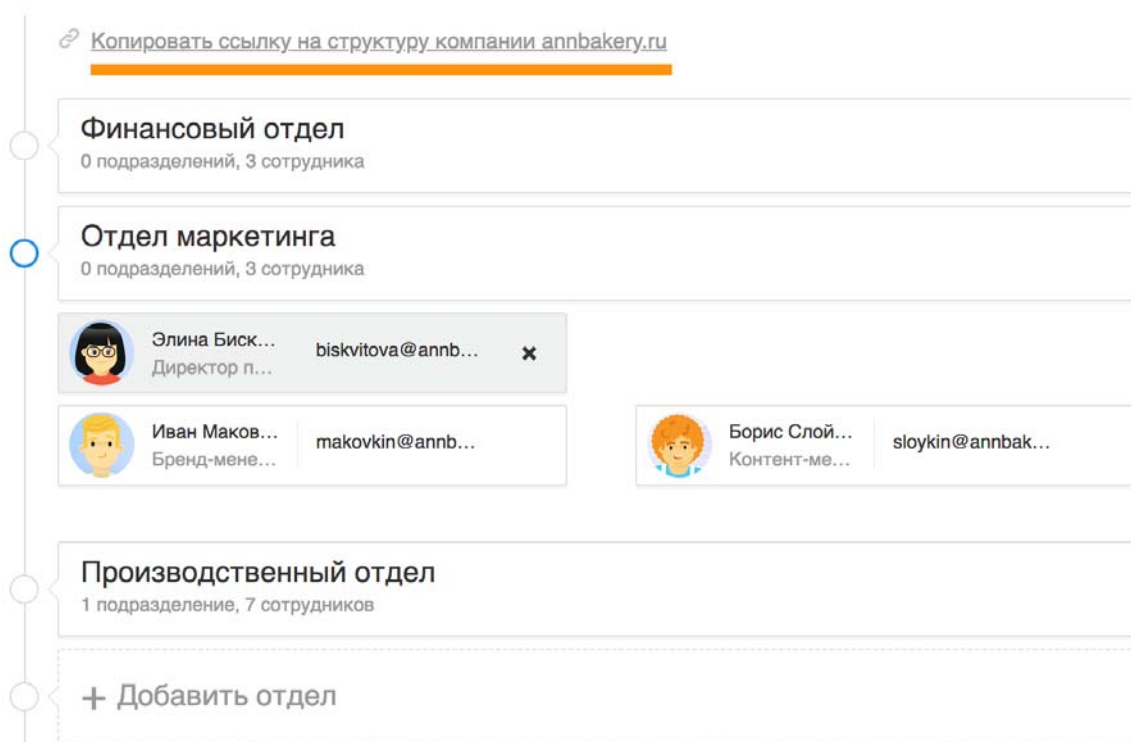 Копировать ссылку на структуру компании annbakery.ru
Финансовый отдел
0 подразделений, 3 сотрудника
Отдел маркетинга
0 подразделений, 3 сотрудника
Элина Биск...
biskvitova@annb...
Директор п...
Иван Маков...
makovkin@annb...
Бренд-мене...
Борис Слой...
sloykin@annbak...
Контент-ме...
Производственный отдел
1 подразделение, 7 сотрудников
+ Добавить отдел